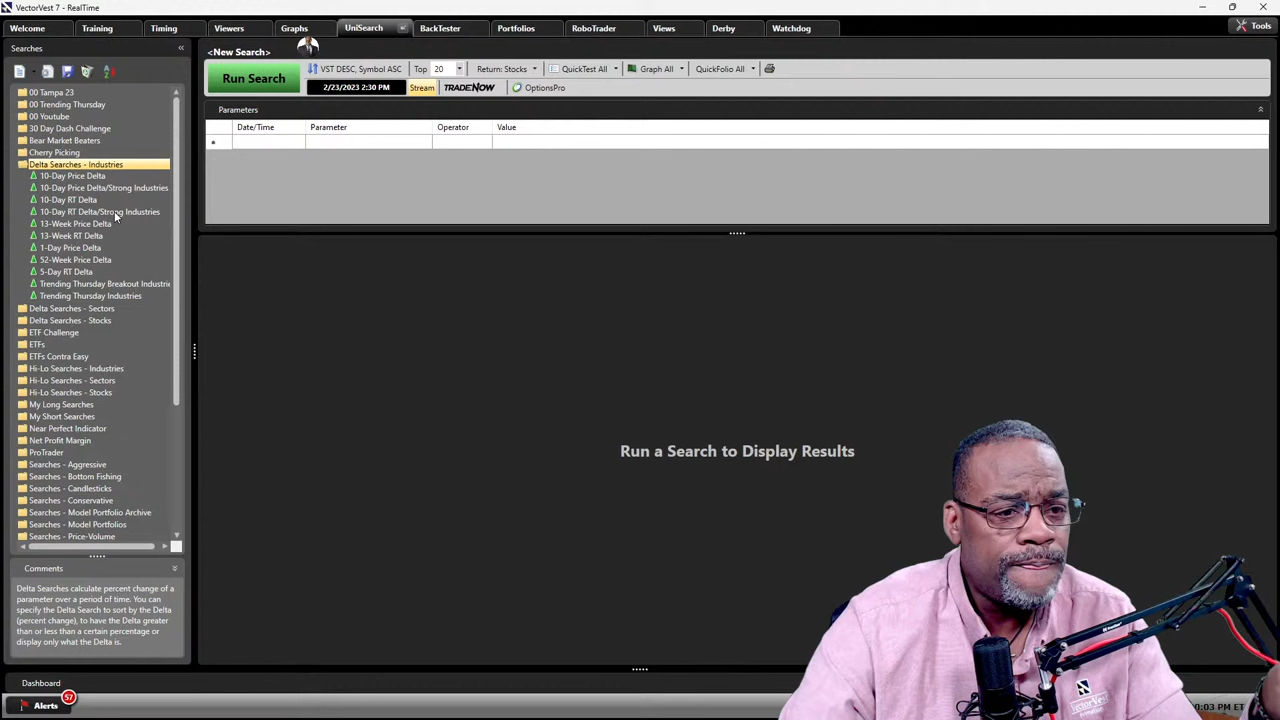 VectorVest 7 - RealTime
Welcome
Training
Timing
Viewers
Graphs
UniSearch
BackTester
Portfolios
RoboTrader
Views
Derby
Watchdog
Tools
Searches
<New Search>
Run Search
VST DESC, Symbol ASC
Top 20
Return: Stocks
QuickTest All
Graph All
QuickFolio All
2/23/2023 2:30 PM
Stream
TRADENOW
OptionsPro
Parameters
Date/Time Parameter Operator Value
00 Tampa 23
00 Trending Thursday
00 Youtube
30 Day Dash Challenge
Bear Market Beaters
Cherry Picking
Delta Searches - Industries
10-Day Price Delta
10-Day Price Delta/Strong Industries
10-Day RT Delta
10-Day RT Delta/Strong Industries
13-Week Price Delta
13-Week RT Delta
1-Day Price Delta
52-Week Price Delta
5-Day RT Delta
Trending Thursday Breakout Industrie
Trending Thursday Industries
Delta Searches - Sectors
Delta Searches - Stocks
ETF Challenge
ETFs
ETFs Contra Easy
Hi-Lo Searches - Industries
Hi-Lo Searches - Sectors
Hi-Lo Searches - Stocks
My Long Searches
My Short Searches
Near Perfect Indicator
Net Profit Margin
ProTrader
Searches - Aggressive
Searches - Bottom Fishing
Searches - Candlesticks
Searches - Conservative
Searches - Model Portfolio Archive
Searches - Model Portfolios
Searches - Price-Volume
Run a Search to Display Results
Comments
Delta Searches calculate percent change of a
parameter over a period of time. You can
specify the Delta Search to sort by the Delta
(percent change), to have the Delta greater
than or less than a certain percentage or
display only what the Delta is.
Dashboard
Alerts
57
0:03 PM ET
VectorVest